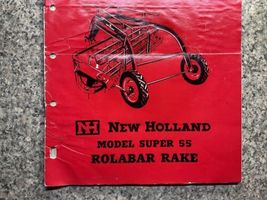 NH NEW HOLLAND
MODEL SUPER 55
ROLABAR RAKE